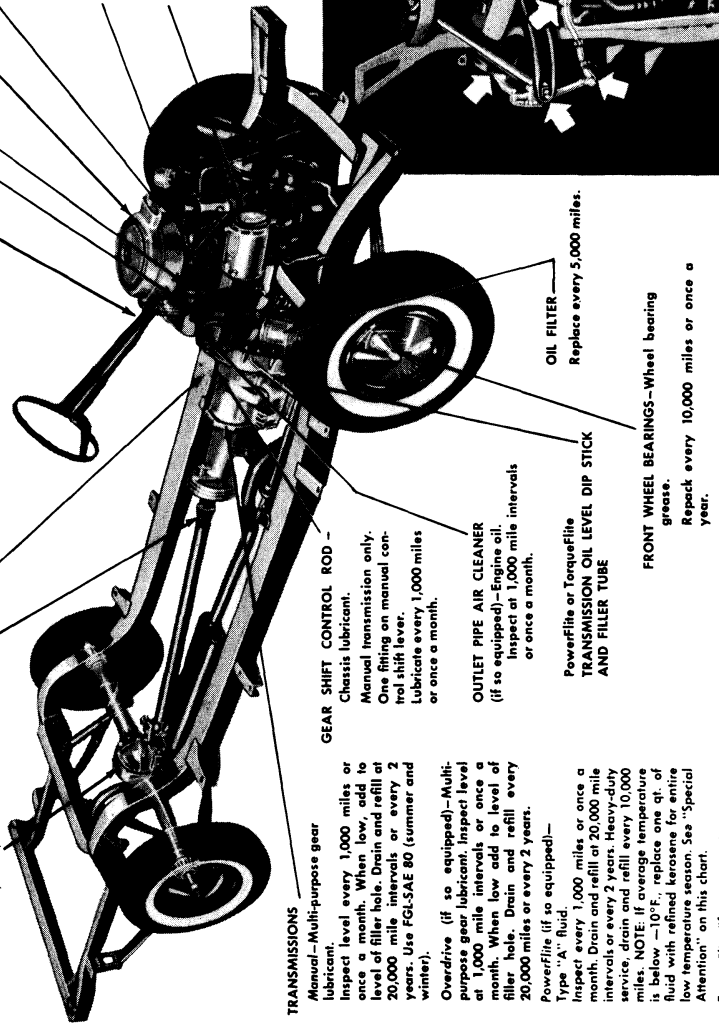 TRANSMISSIONS
Manual—Multi-purpose gear
lubricant.
Inspect level every 1,000 miles or
once a month. When low, add to
level of filler hole. Drain and refill at
20,000 mile intervals or every 2
years. Use FGL-SAE 80 (summer and
winter).
Overdrive (if so equipped)—Multi-
purpose gear lubricant. Inspect level
at 1,000 mile intervals or once a
month. When low add to level of
filler hole. Drain and refill every
20,000 miles or every 2 years.
PowerFlite (if so equipped)—
Type "A" fluid.
Inspect every 1,000 miles or once a
month. Drain and refill at 20,000 mile
intervals or every 2 years. Heavy-duty
service, drain and refill every 10,000
miles. NOTE: If average temperature
is below —10°F., replace one qt. of
fluid with refined kerosene for entire
low temperature season. See "Special
Attention" on this chart.
GEAR SHIFT CONTROL ROD —
Chassis lubricant.
Manual transmission only.
One fitting on manual con-
trol shift lever.
Lubricate every 1,000 miles
or once a month.
OUTLET PIPE AIR CLEANER
(if so equipped)—Engine oil.
Inspect at 1,000 mile intervals
or once a month.
PowerFlite or TorqueFlite
TRANSMISSION OIL LEVEL DIP STICK
AND FILLER TUBE
FRONT WHEEL BEARINGS—Wheel bearing
grease.
Repack every 10,000 miles or once a
year.
OIL FILTER
Replace every 5,000 miles.